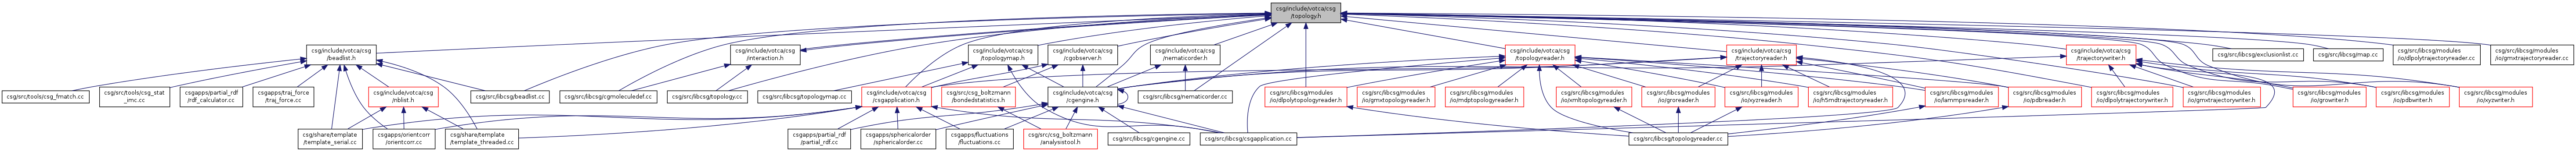 csg/include/votca/csg
/topology.h
csg/include/votca/csg
/beadlist.h
csg/include/votca/csg
/interaction.h
csg/include/votca/csg
/topologymap.h
csg/include/votca/csg
/cgobserver.h
csg/include/votca/csg
/nematicorder.h
csg/include/votca/csg
/topologyreader.h
csg/include/votca/csg
/trajectoryreader.h
csg/include/votca/csg
/trajectorywriter.h
csg/src/libcsg/exclusionlist.cc
csg/src/libcsg/map.cc
csg/src/libcsg/modules
/io/dlpolytrajectoryreader.cc
csg/src/libcsg/modules
/io/gmxtrajectoryreader.cc
csg/src/tools/csg_fmatch.cc
csg/src/tools/csg_stat
_imc.cc
csgapps/partial_rdf
/rdf_calculator.cc
csgapps/traj_force
/traj_force.cc
csg/include/votca/csg
/nblist.h
csg/src/libcsg/beadlist.cc
csg/src/libcsg/cgmoleculedef.cc
csg/src/libcsg/topology.cc
csg/src/libcsg/topologymap.cc
csg/include/votca/csg
/csgapplication.h
csg/src/csg_boltzmann
/bondedstatistics.h
csg/include/votca/csg
/cgengine.h
csg/src/libcsg/nematicorder.cc
csg/src/libcsg/modules
/io/dlpolytopologyreader.h
csg/src/libcsg/modules
/io/gmxtopologyreader.h
csg/src/libcsg/modules
/mdptopologyreader.h
csg/src/libcsg/modules
/io/xmltopologyreader.h
csg/src/libcsg/modules
/io/groreader.h
csg/src/libcsg/modules
/io/xyzreader.h
csg/src/libcsg/modules
/io/h5mdtrajectoryreader.h
csg/src/libcsg/modules
/io/lammpsreader.h
csg/src/libcsg/modules
/io/pdbreader.h
csg/src/libcsg/modules
/io/dlpolytrajectorywriter.h
csg/src/libcsg/modules
/io/gmxtrajectorywriter.h
csg/src/libcsg/modules
/io/growriter.h
csg/src/libcsg/modules
/io/pdbwriter.h
csg/src/libcsg/modules
/io/xyzwriter.h
csg/share/template
/template_serial.cc
csgapps/orientcorr
/orientcorr.cc
csg/share/template
/template_threaded.cc
csgapps/partial_rdf
/partial_rdf.cc
csgapps/sphericalorder
/sphericalorder.cc
csgapps/fluctuations
/fluctuations.cc
csg/src/csg_boltzmann
/analysistool.h
csg/src/libcsg/cgengine.cc
csg/src/libcsg/csgapplication.cc
csg/src/libcsg/topologyreader.cc